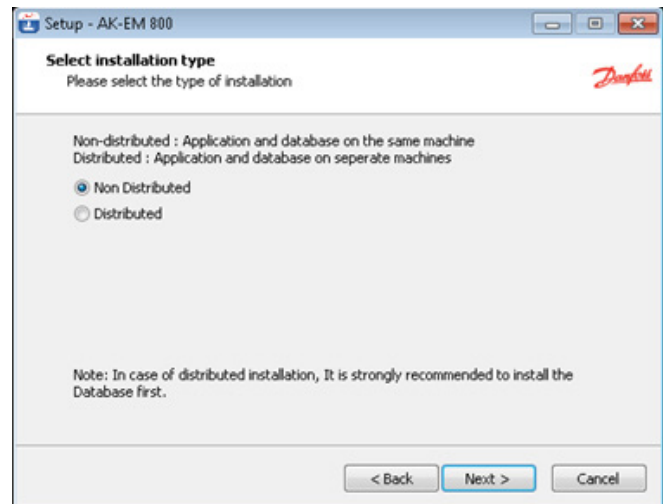 Setup - AK-EM 800
Select installation type
Please select the type of installation
Danfoss
Non-distributed : Application and database on the same machine
Distributed : Application and database on seperate machines
Non Distributed
Distributed
Note: In case of distributed installation, It is strongly recommended to install the
Database first.
< Back
Next >
Cancel